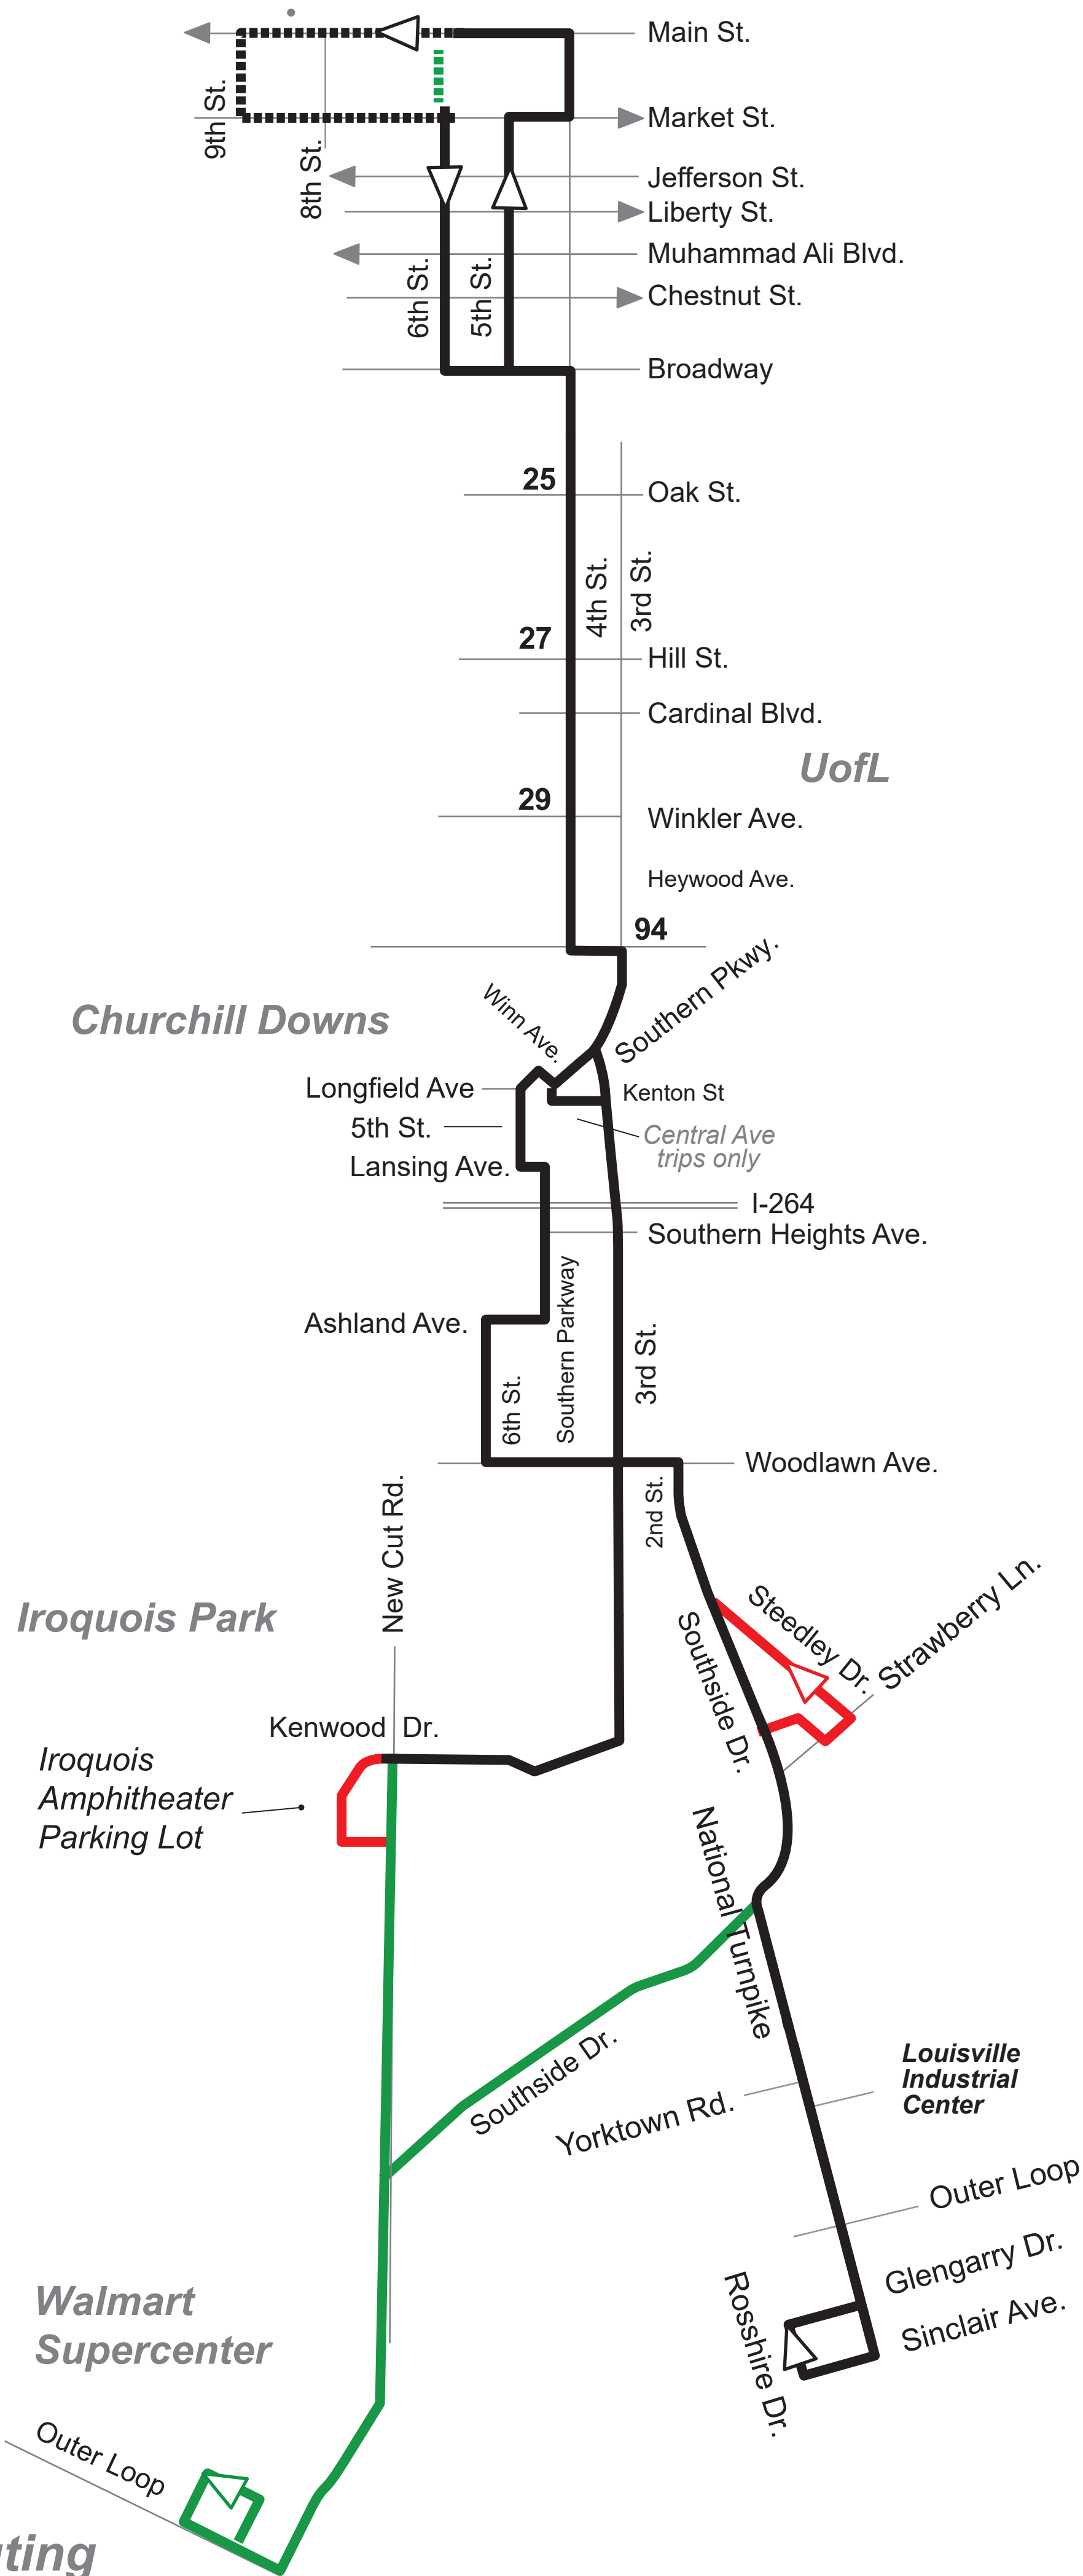 Main St.
9th St.
Market St.
8th St.
Jefferson St.
Liberty St.
6th St.
5th St.
Muhammad Ali Blvd.
Chestnut St.
Broadway
25
Oak St.
4th St.
3rd St.
27
Hill St.
Cardinal Blvd.
UofL
29
Winkler Ave.
Heywood Ave.
94
Southern Pkwy.
Churchill Downs
Winn Ave.
Longfield Ave
Kenton St
5th St.
Central Ave
trips only
Lansing Ave.
I-264
Southern Heights Ave.
Southern Parkway
Ashland Ave.
3rd St.
6th St.
Woodlawn Ave.
New Cut Rd.
2nd St.
Iroquois Park
Steedley Dr.
Strawberry Ln.
Southside Dr.
Kenwood Dr.
Iroquois
Amphitheater
Parking Lot
National Turnpike
Southside Dr.
Yorktown Rd.
Louisville
Industrial
Center
Outer Loop
Glengarry Dr.
Sinclair Ave.
Rosshire Dr.
Walmart
Supercenter
Outer Loop